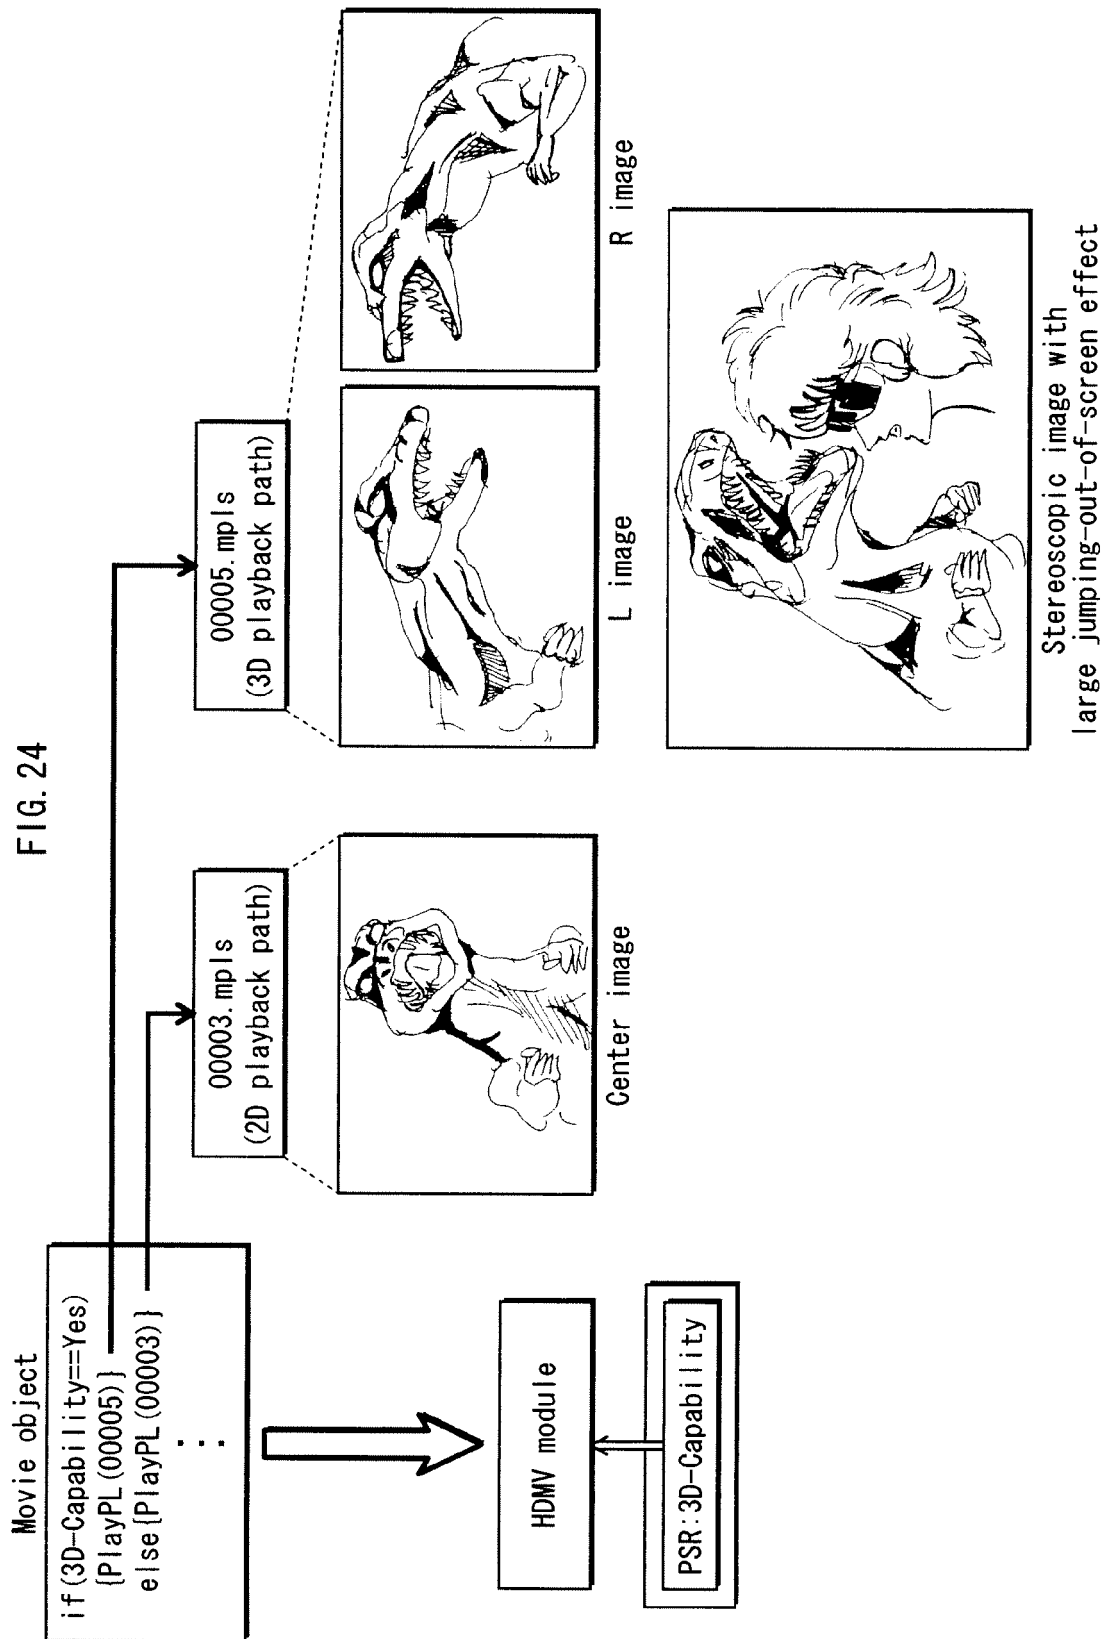 FIG. 24
Movie object
if(3D-Capability==Yes)
{PlayPL(00005)}
else{PlayPL(00003)}
⋮
HDMV module
PSR:3D-Capability
00003.mpls
(2D playback path)
Center image
00005.mpls
(3D playback path)
L image
R image
Stereoscopic image with
large jumping-out-of-screen effect